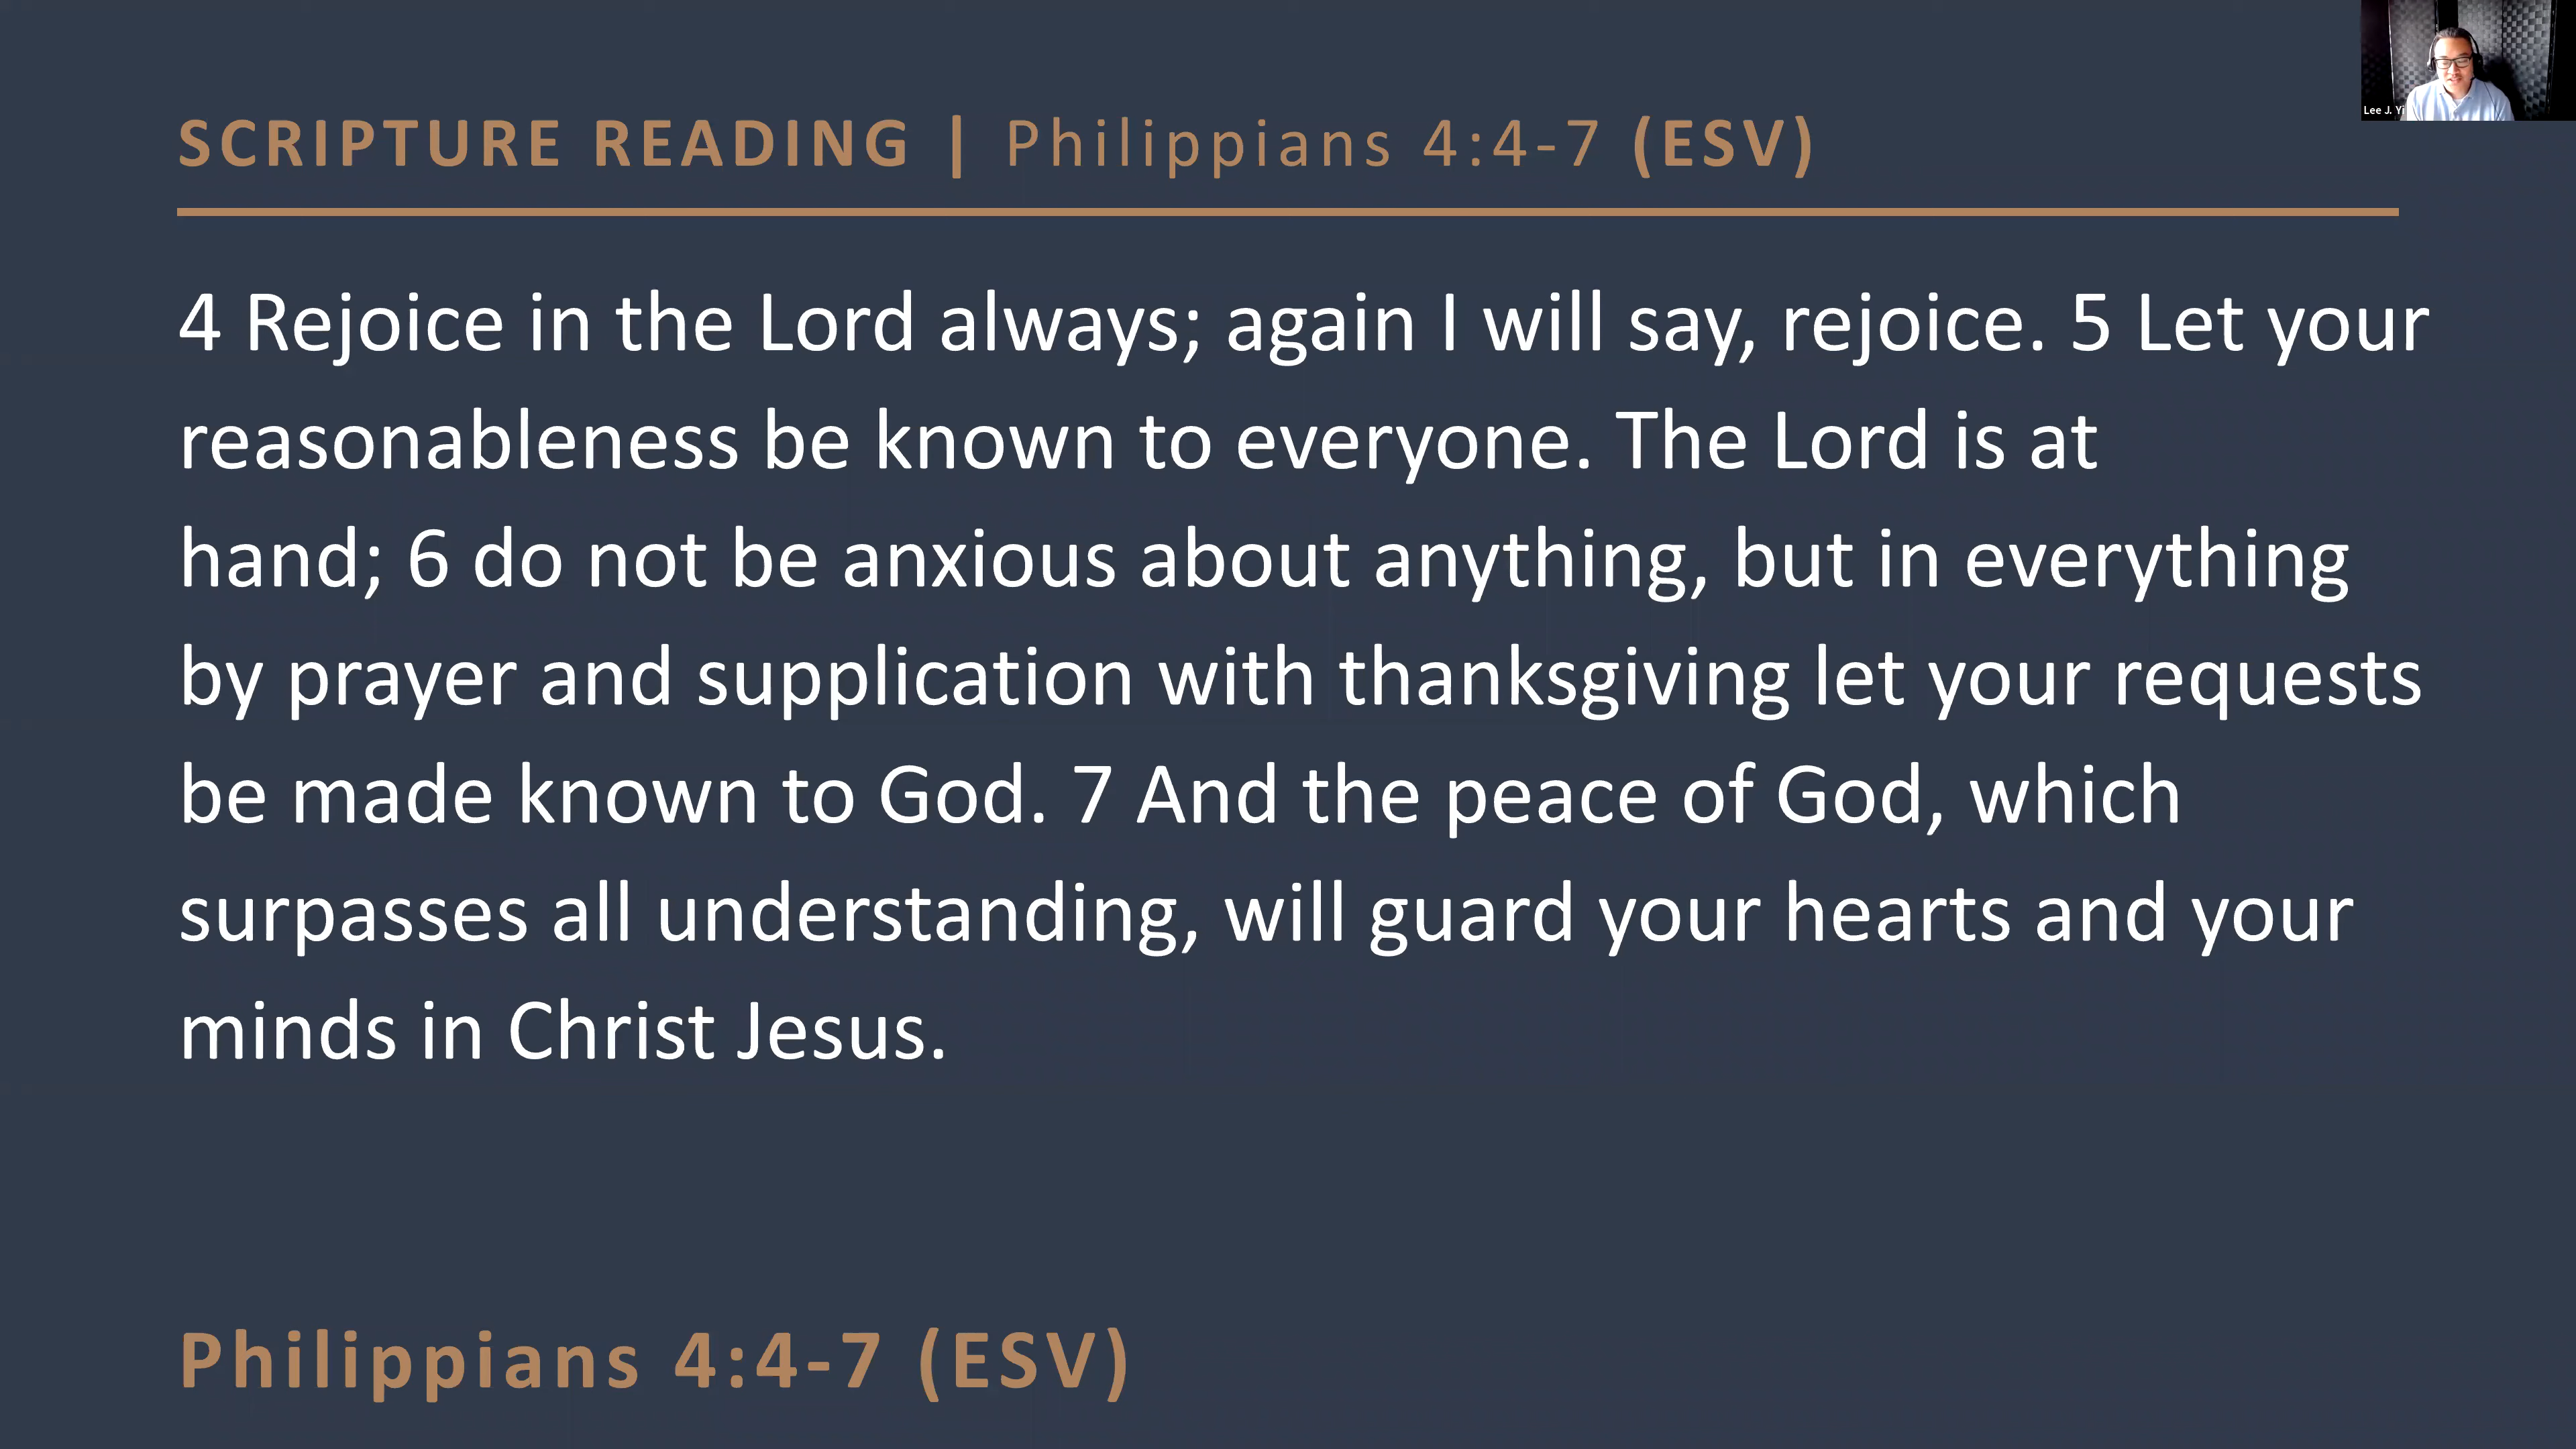 SCRIPTURE READING | Philippians 4:4-7 (ESV)
Lee J. Yi
4 Rejoice in the Lord always; again I will say, rejoice. 5 Let your
reasonableness be known to everyone. The Lord is at
hand; 6 do not be anxious about anything, but in everything
by prayer and supplication with thanksgiving let your requests
be made known to God. 7 And the peace of God, which
surpasses all understanding, will guard your hearts and your
minds in Christ Jesus.
Philippians 4:4-7 (ESV)